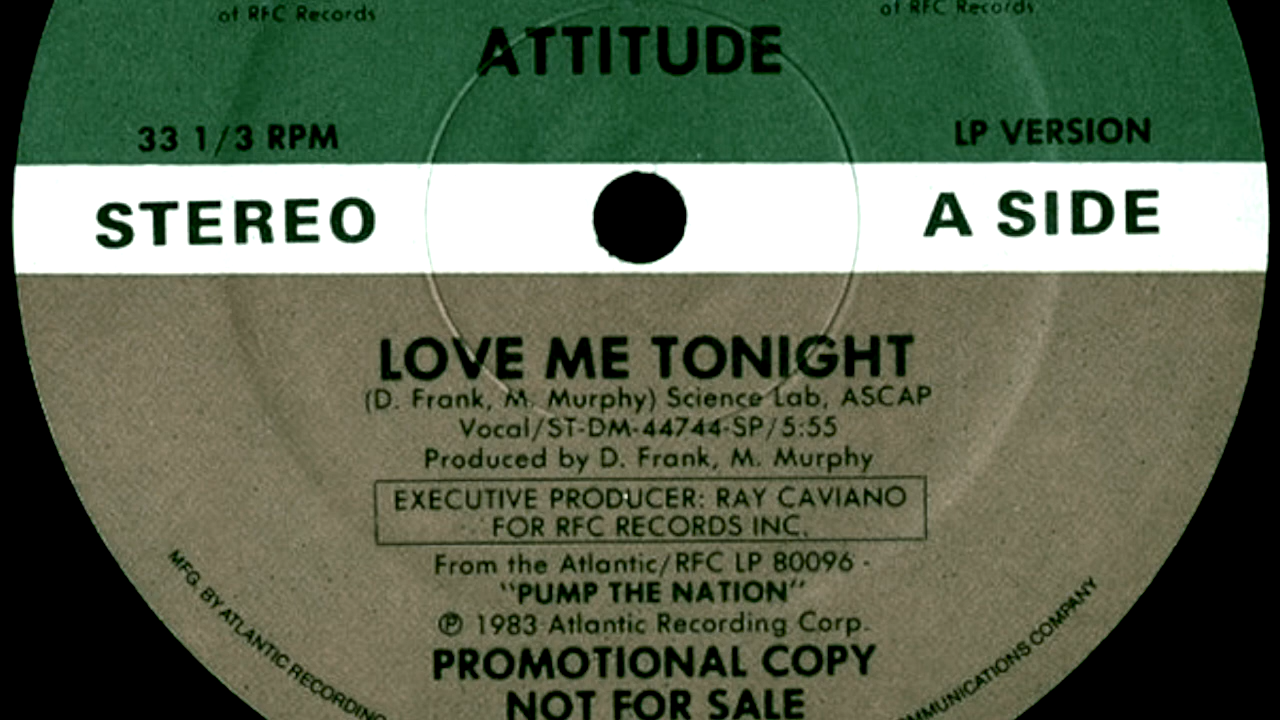 of RFC Records
of RFC Records
ATTITUDE
33 1/3 RPM
LP VERSION
STEREO
A SIDE
LOVE ME TONIGHT
(D. Frank, M. Murphy) Science Lab, ASCAP
Vocal/ST-DM-44744-SP/5:55
Produced by D. Frank, M. Murphy
EXECUTIVE PRODUCER: RAY CAVIANO
FOR RFC RECORDS INC.
From the Atlantic/RFC LP 80096 -
"PUMP THE NATION"
℗ 1983 Atlantic Recording Corp.
PROMOTIONAL COPY
NOT FOR SALE
MFG. BY ATLANTIC RECORDING
COMPANY